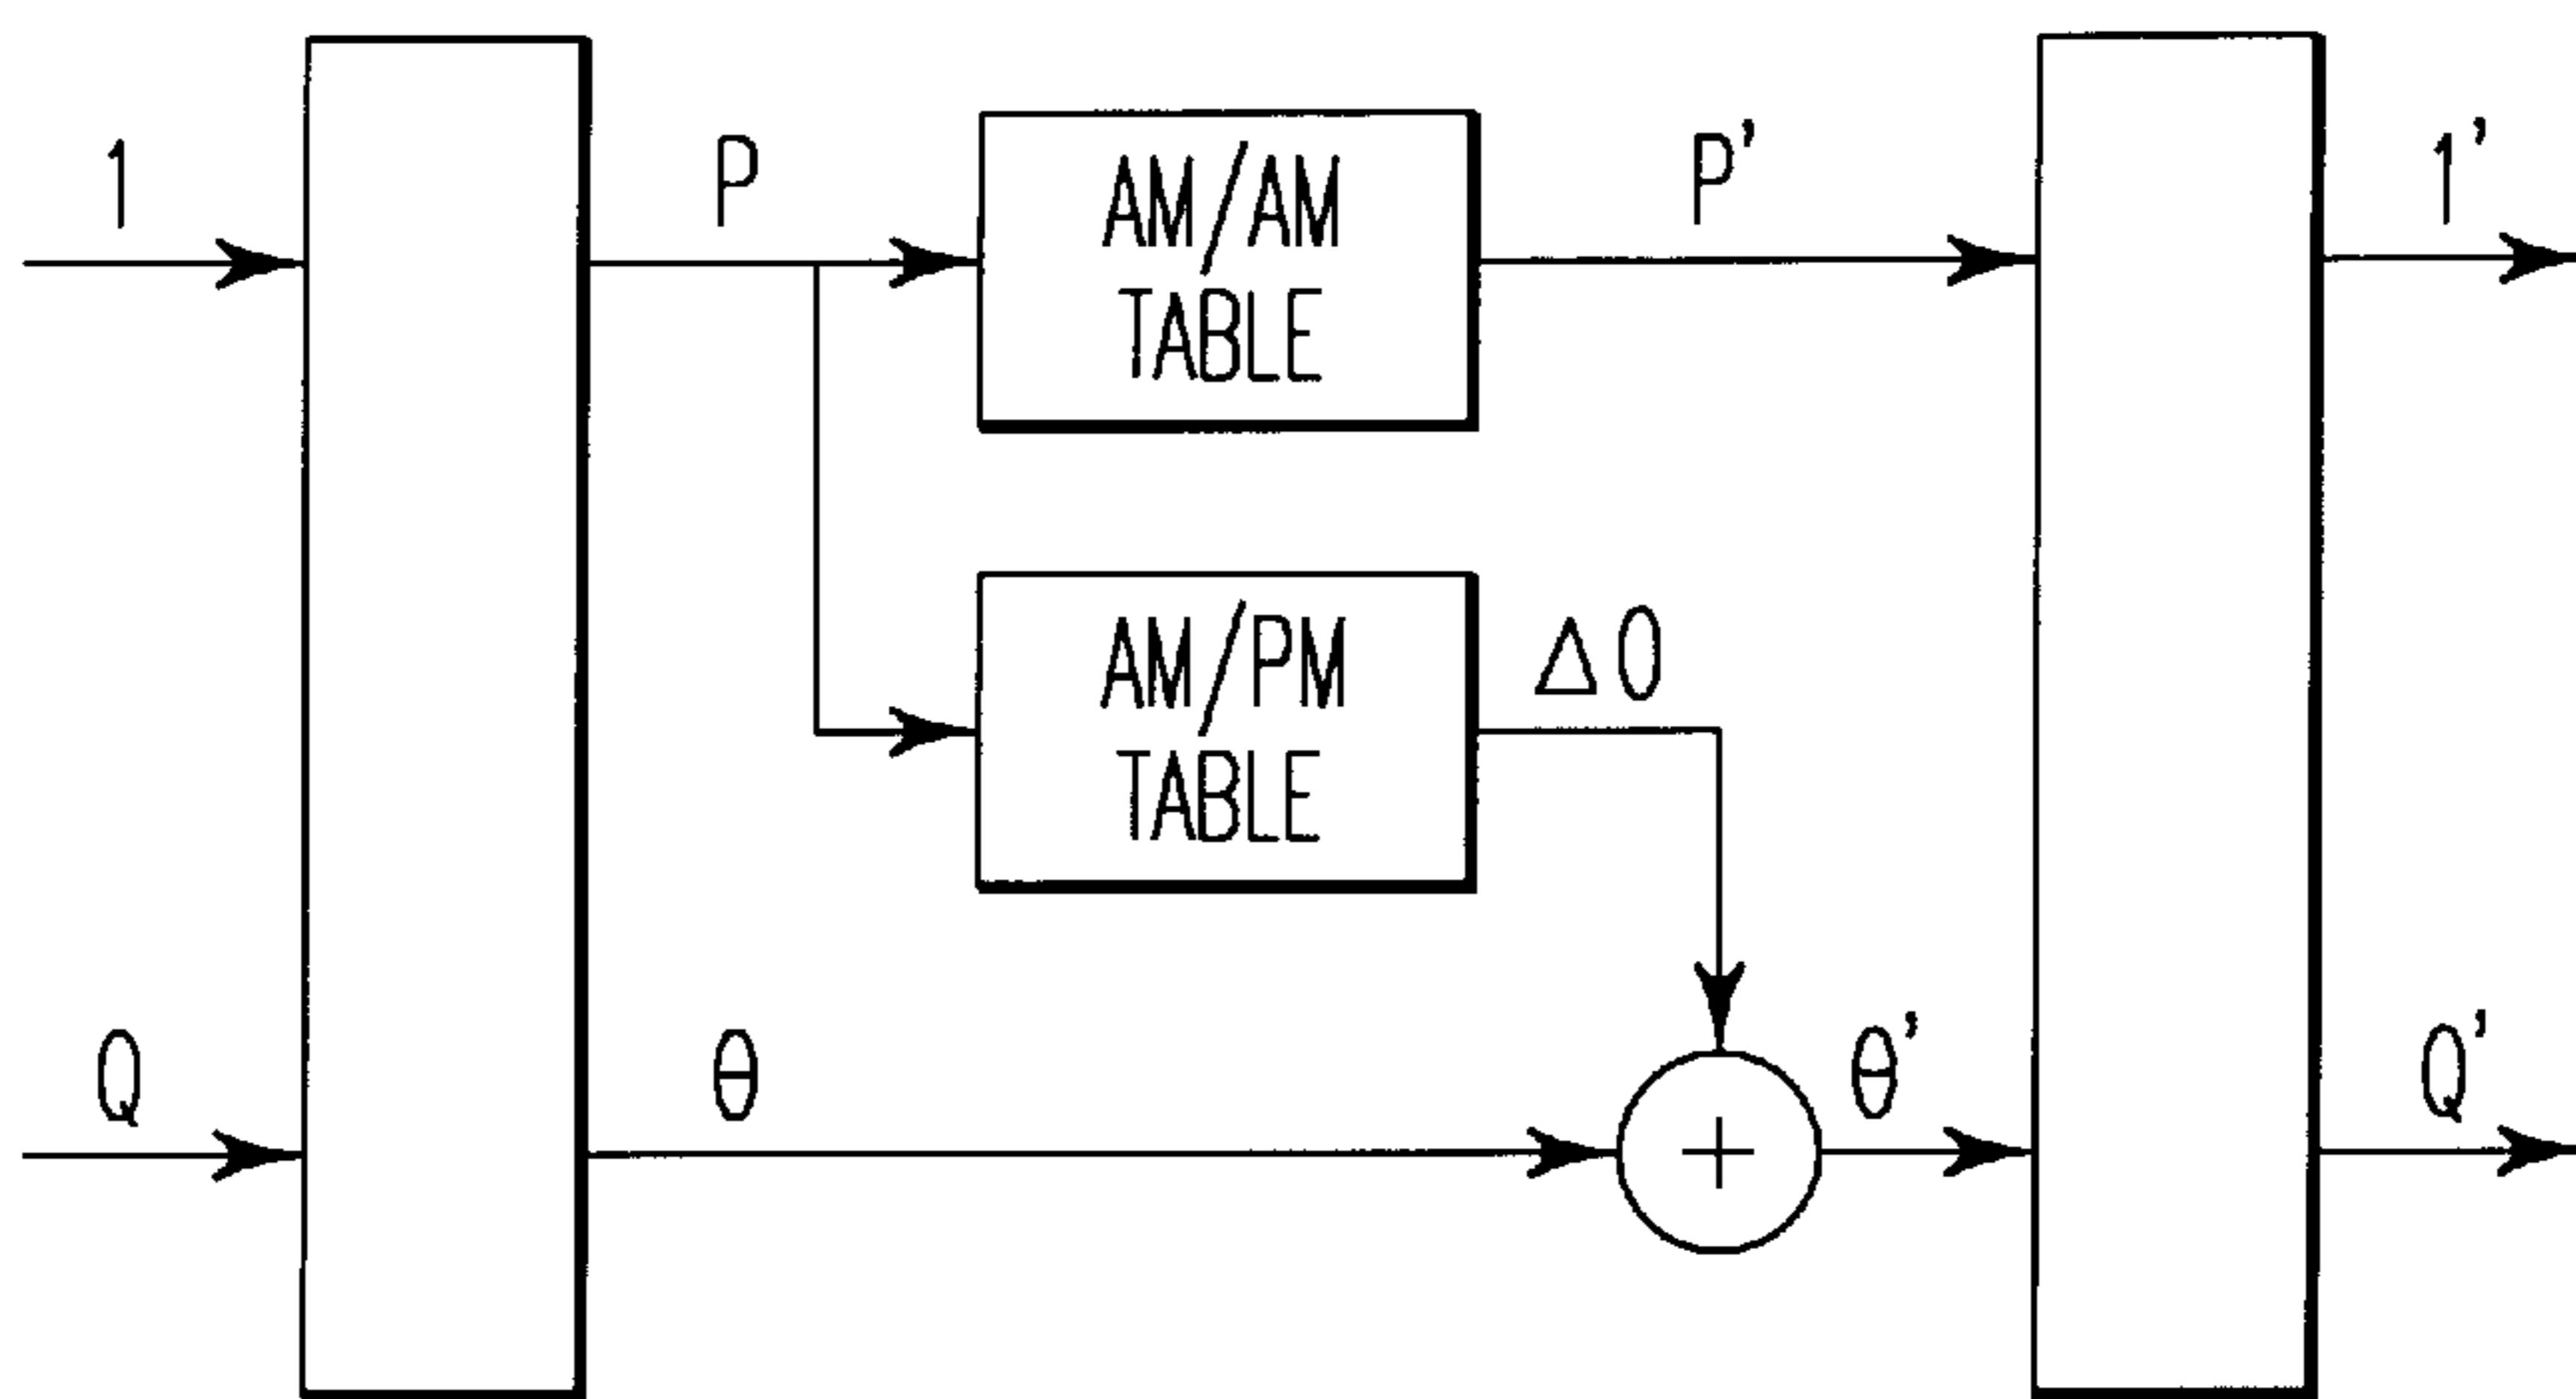 1
P
AM/AM
TABLE
P'
1'
AM/PM
TABLE
Δ0
Q
θ
+
θ'
Q'